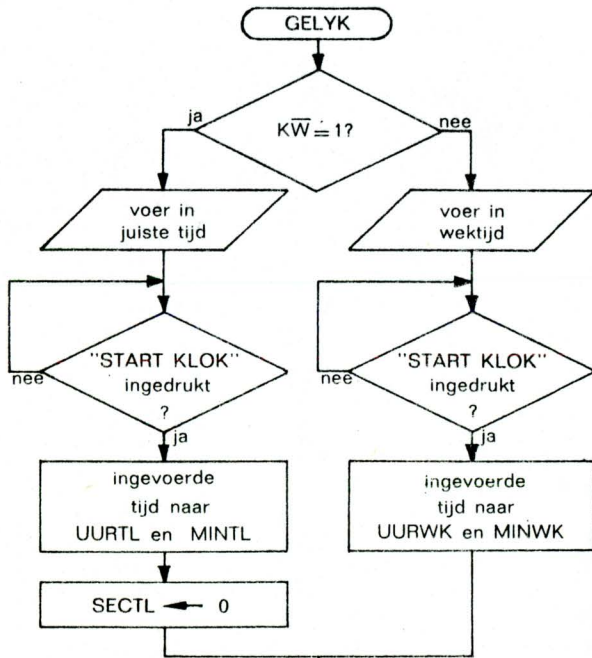 GELYK
KW̅ = 1?
ja
nee
voer in
juiste tijd
voer in
wektijd
"START KLOK"
ingedrukt
?
nee
ja
"START KLOK"
ingedrukt
?
nee
ja
ingevoerde
tijd naar
UURTL en MINTL
ingevoerde
tijd naar
UURWK en MINWK
SECTL ← 0